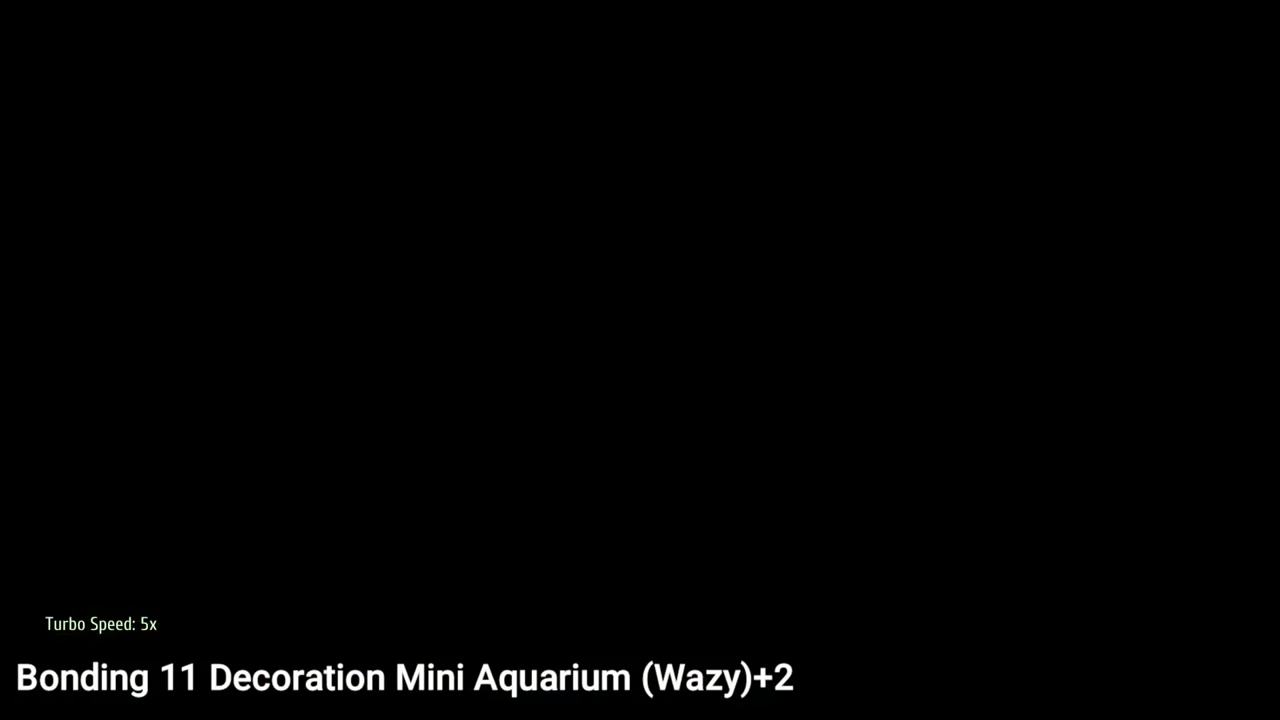 Turbo Speed: 5x
Bonding 11 Decoration Mini Aquarium (Wazy)+2